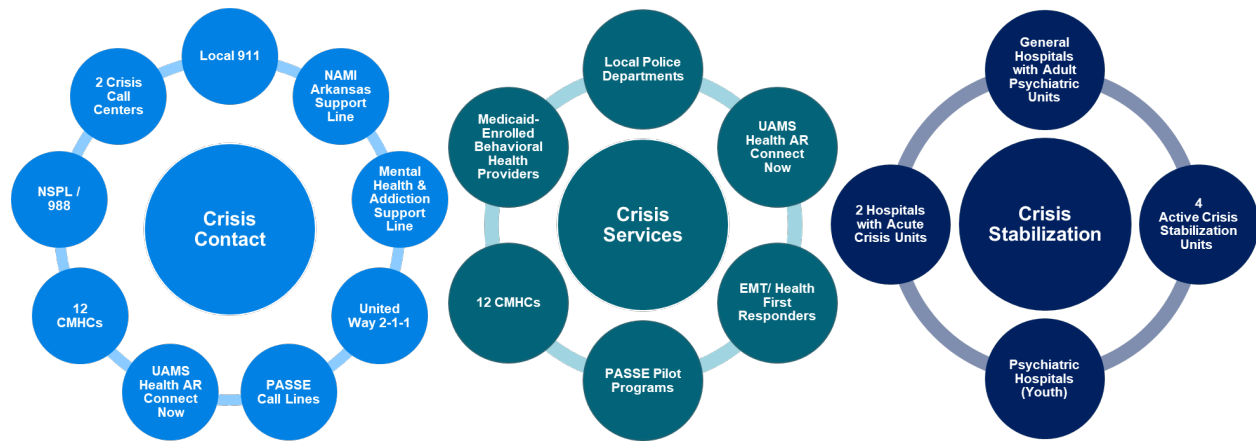 Crisis
Contact
Local 911
NAMI
Arkansas
Support
Line
Mental
Health &
Addiction
Support
Line
United
Way 2-1-1
PASSE
Call Lines
UAMS
Health AR
Connect
Now
12
CMHCs
NSPL /
988
2 Crisis
Call
Centers
Crisis
Services
Local Police
Departments
UAMS
Health AR
Connect
Now
EMT/ Health
First
Responders
PASSE Pilot
Programs
12 CMHCs
Medicaid-
Enrolled
Behavioral
Health
Providers
Crisis
Stabilization
General
Hospitals
with Adult
Psychiatric
Units
4
Active Crisis
Stabilization
Units
Psychiatric
Hospitals
(Youth)
2 Hospitals
with Acute
Crisis Units